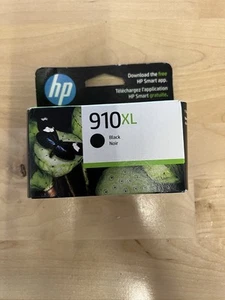 Download the free
HP Smart app
Téléchargez l'application
HP Smart gratuite.
hp
910XL
Black
Noir